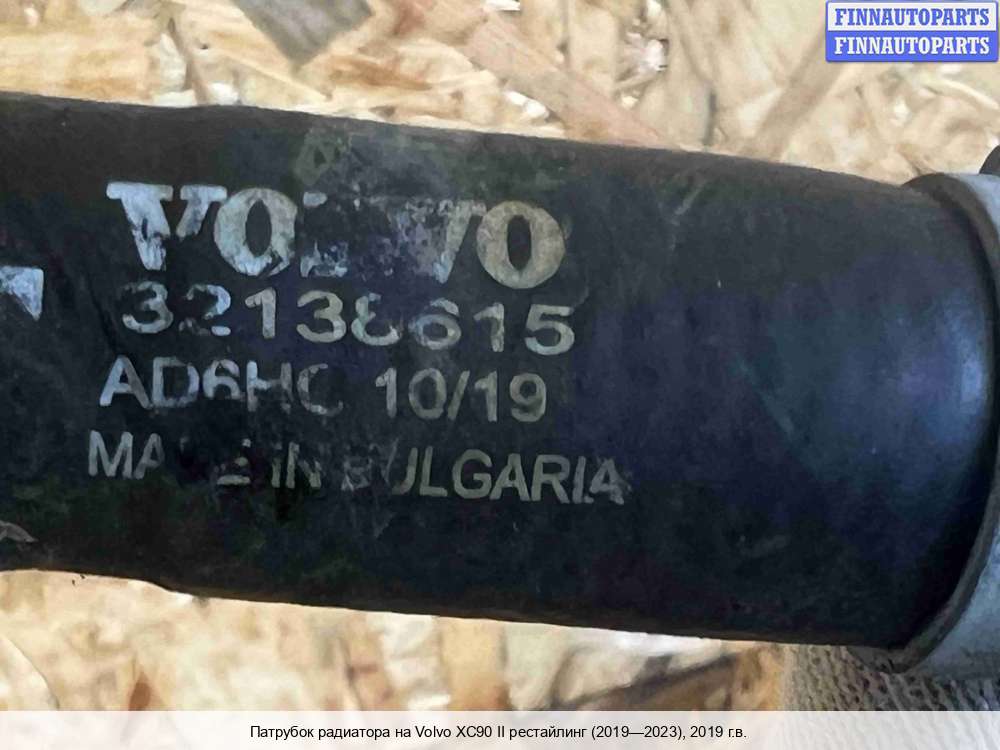 FINNAUTOPARTS
FINNAUTOPARTS
VOLVO
32138615
AD6HC 10/19
MADE IN BULGARIA
Патрубок радиатора на Volvo XC90 II рестайлинг (2019—2023), 2019 г.в.